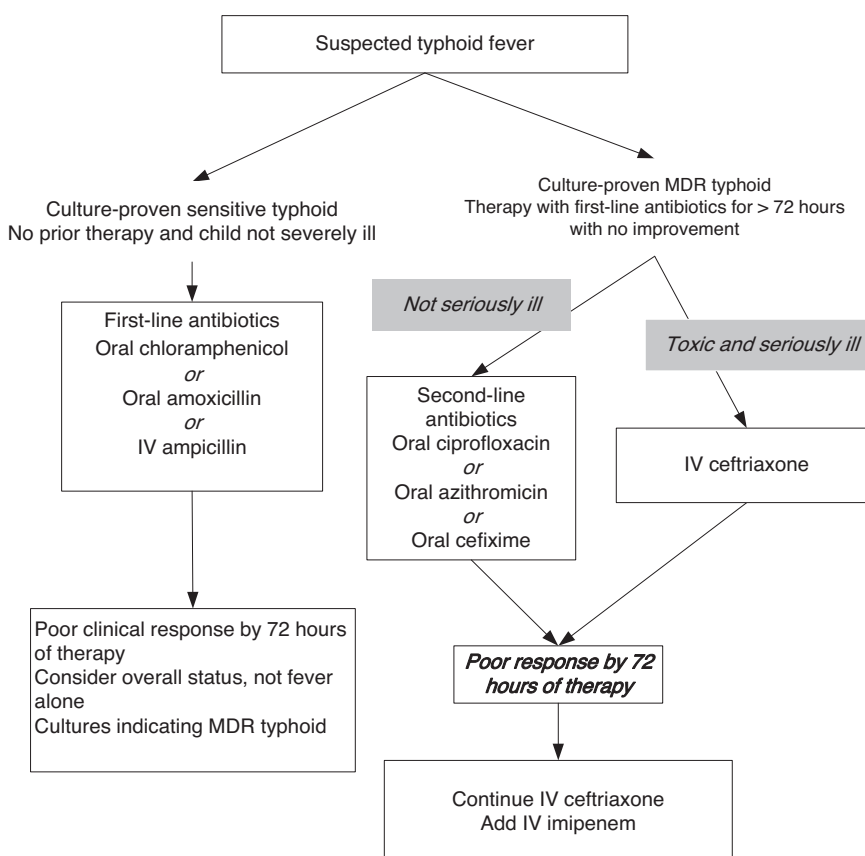 Suspected typhoid fever
Culture-proven sensitive typhoid
No prior therapy and child not severely ill
Culture-proven MDR typhoid
Therapy with first-line antibiotics for > 72 hours
with no improvement
Not seriously ill
Toxic and seriously ill
First-line antibiotics
Oral chloramphenicol
or
Oral amoxicillin
or
IV ampicillin
Second-line
antibiotics
Oral ciprofloxacin
or
Oral azithromicin
or
Oral cefixime
IV ceftriaxone
Poor clinical response by 72 hours
of therapy
Consider overall status, not fever
alone
Cultures indicating MDR typhoid
Poor response by 72
hours of therapy
Continue IV ceftriaxone
Add IV imipenem